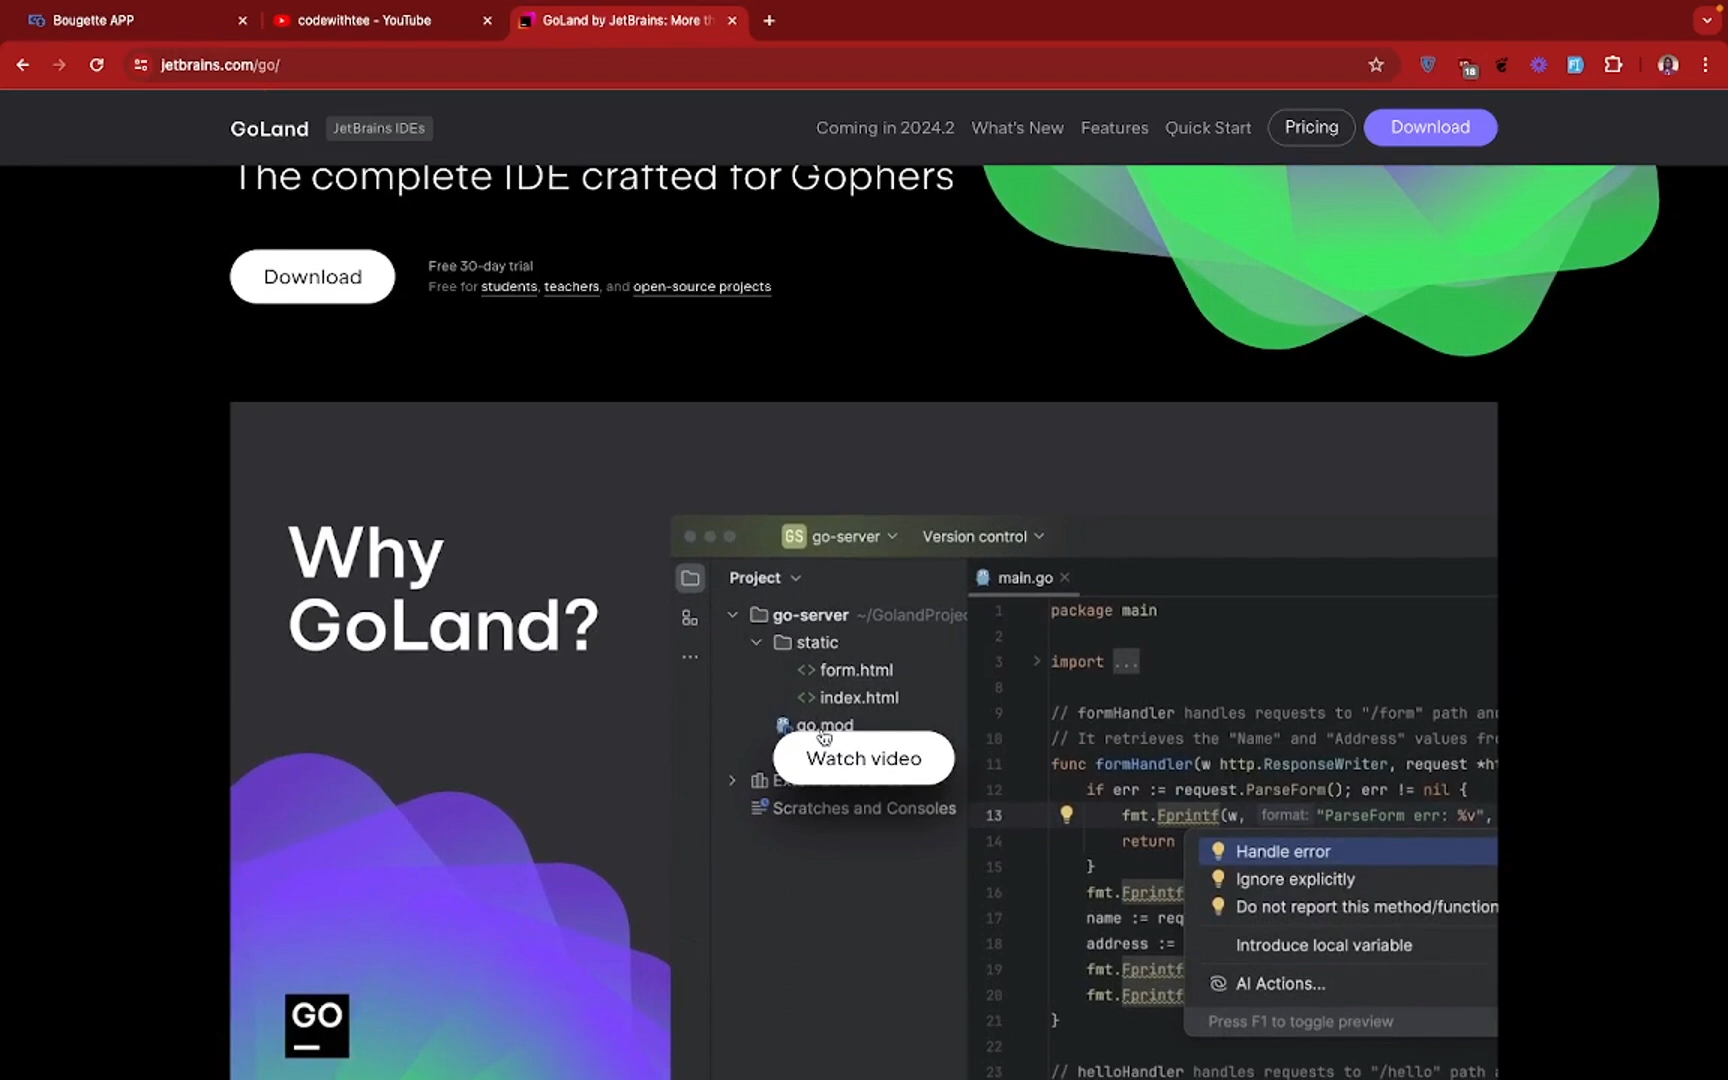 Bougette APP
codewithtee - YouTube
GoLand by JetBrains: More th
jetbrains.com/go/
18
GoLand
JetBrains IDEs
Coming in 2024.2
What's New
Features
Quick Start
Pricing
Download
The complete IDE crafted for Gophers
Download
Free 30-day trial
Free for students, teachers, and open-source projects
Why
GoLand?
GO
GS go-server
Version control
Project
go-server ~/GolandProjec
static
<> form.html
<> index.html
go.mod
Watch video
Scratches and Consoles
main.go
1 package main
2
3 import ...
8
9 // formHandler handles requests to "/form" path an
10 // It retrieves the "Name" and "Address" values fr
11 func formHandler(w http.ResponseWriter, request *h
12 if err := request.ParseForm(); err != nil {
13 fmt.Fprintf(w, format: "ParseForm err: %v",
14 return
15 }
16 fmt.Fprintf
17 name := req
18 address :=
19 fmt.Fprintf
20 fmt.Fprintf
21 }
22
23 // helloHandler handles requests to "/hello" path a
Handle error
Ignore explicitly
Do not report this method/function
Introduce local variable
AI Actions...
Press F1 to toggle preview